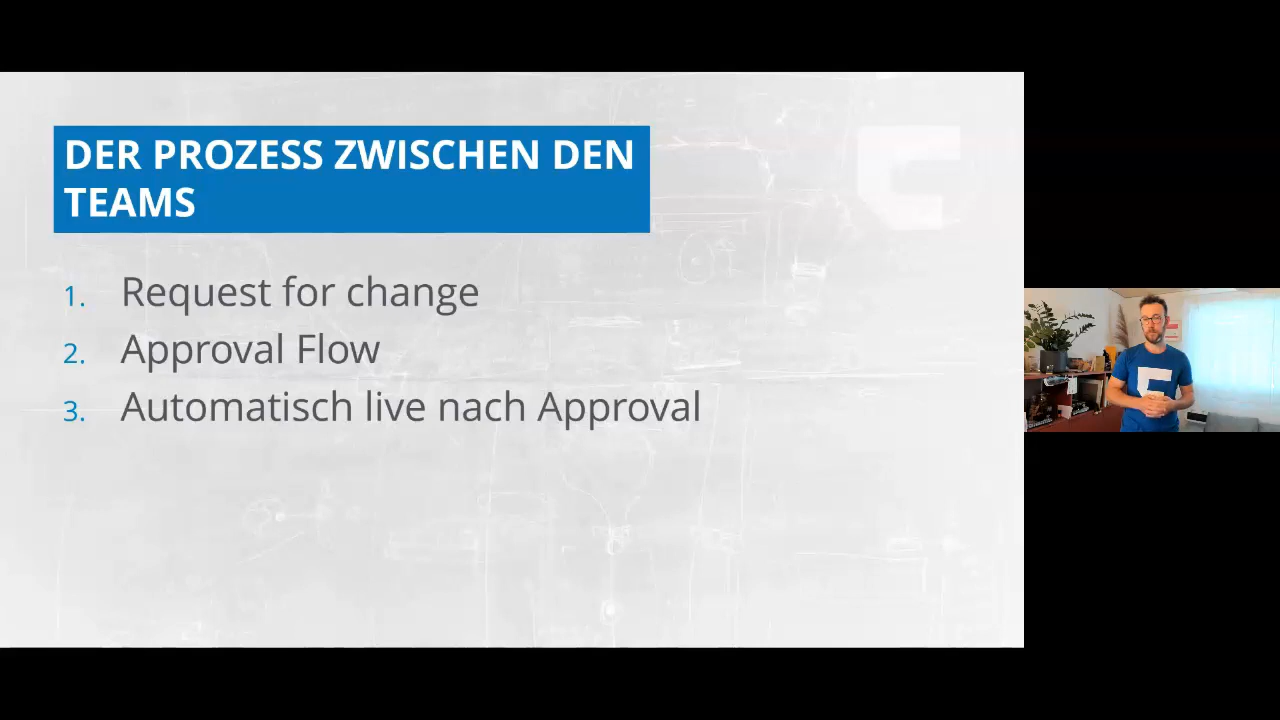 DER PROZESS ZWISCHEN DEN
TEAMS
1. Request for change
2. Approval Flow
3. Automatisch live nach Approval